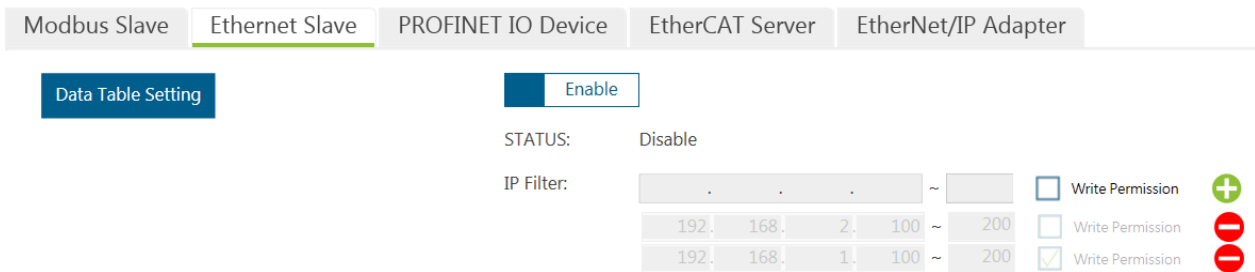 Modbus Slave Ethernet Slave PROFINET IO Device EtherCAT Server EtherNet/IP Adapter
Data Table Setting Enable
STATUS: Disable
IP Filter: . . . ~ Write Permission
192. 168. 2. 100 ~ 200 Write Permission
192. 168. 1. 100 ~ 200 Write Permission